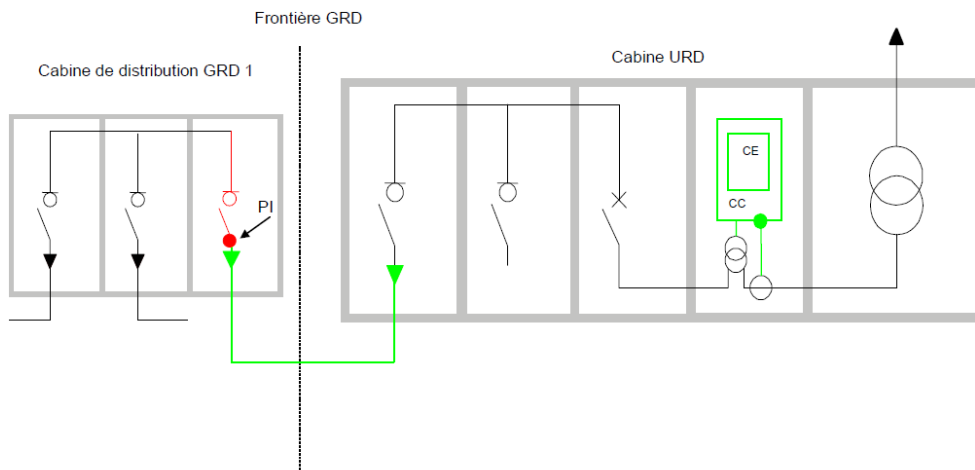 Frontière GRD
Cabine de distribution GRD 1
Cabine URD
PI
CE
CC